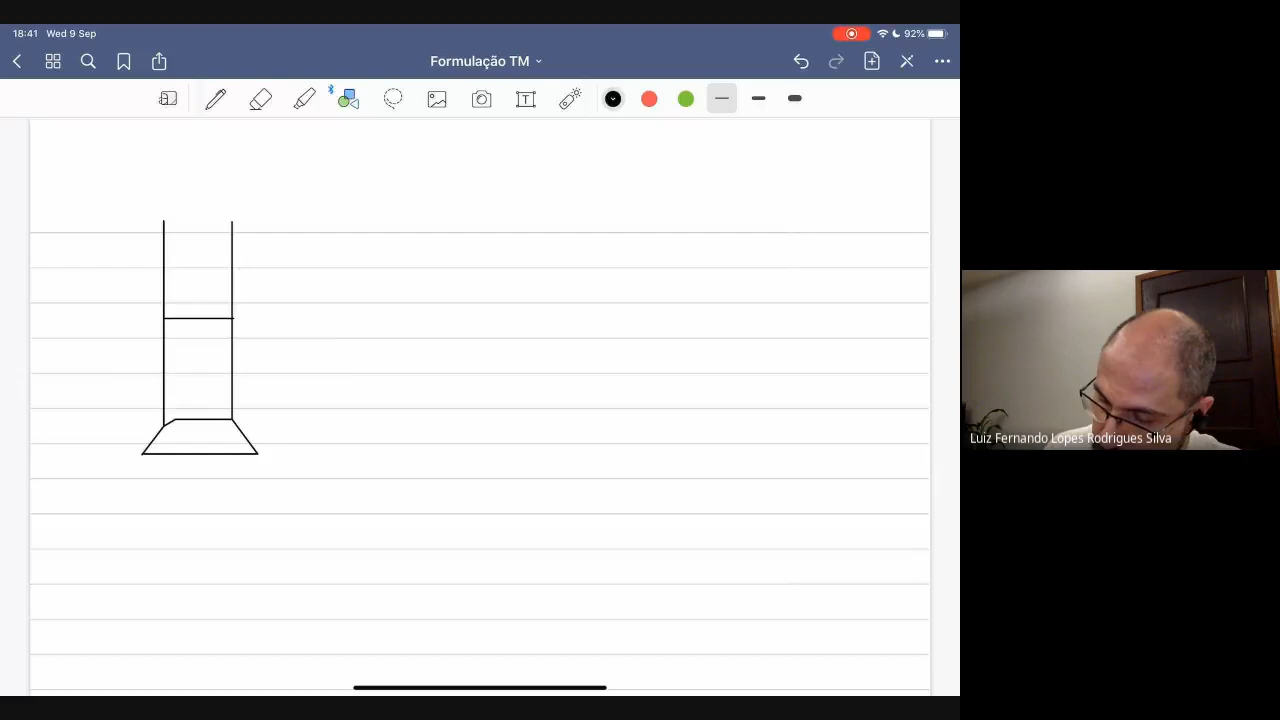 18:41 Wed 9 Sep
92%
Formulação TM
T
Luiz Fernando Lopes Rodrigues Silva